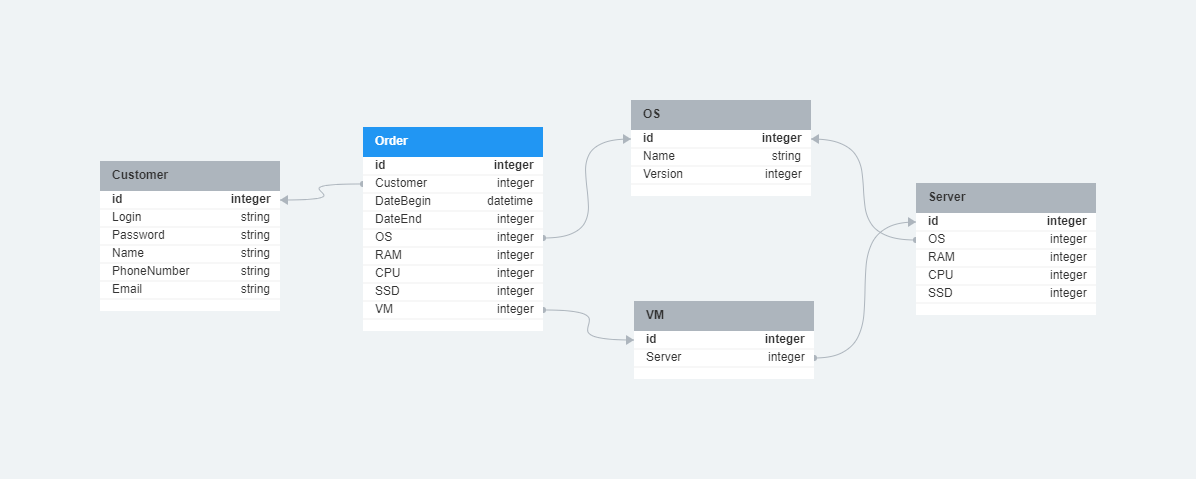 Customer
id integer
Login string
Password string
Name string
PhoneNumber string
Email string
Order
id integer
Customer integer
DateBegin datetime
DateEnd integer
OS integer
RAM integer
CPU integer
SSD integer
VM integer
OS
id integer
Name string
Version integer
VM
id integer
Server integer
Server
id integer
OS integer
RAM integer
CPU integer
SSD integer